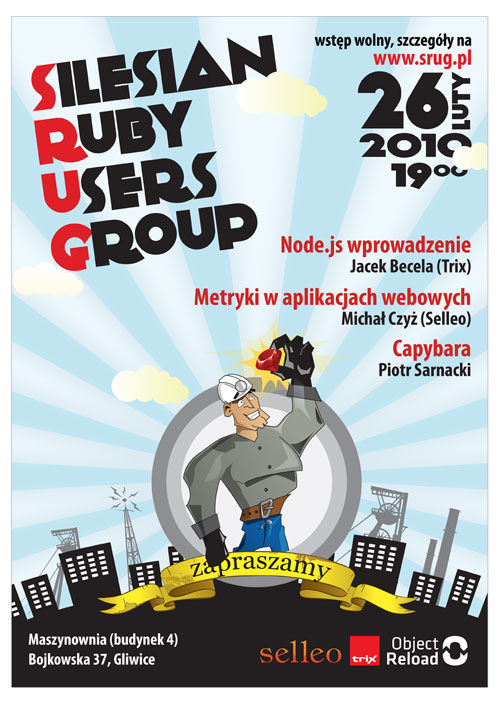 SILESIAN
RUBY
USERS
GROUP
wstęp wolny, szczegóły na
www.srug.pl
26
LUTY
2010
19⁰⁰
Node.js wprowadzenie
Jacek Becela (Trix)
Metryki w aplikacjach webowych
Michał Czyż (Selleo)
Capybara
Piotr Sarnacki
zapraszamy
Maszynownia (budynek 4)
Bojkowska 37, Gliwice
selleo
trix
Object
Reload